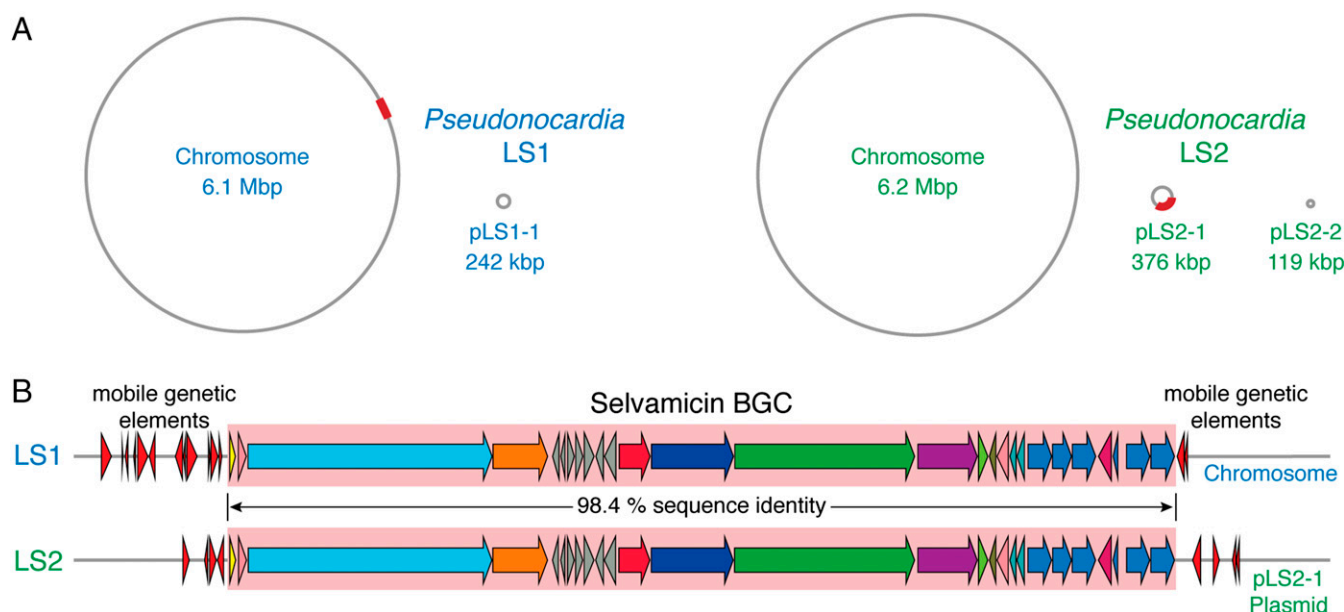 A
Chromosome
6.1 Mbp
Pseudonocardia
LS1
pLS1-1
242 kbp
Chromosome
6.2 Mbp
Pseudonocardia
LS2
pLS2-1
376 kbp
pLS2-2
119 kbp
B
mobile genetic
elements
Selvamicin BGC
mobile genetic
elements
LS1
Chromosome
98.4 % sequence identity
LS2
pLS2-1
Plasmid